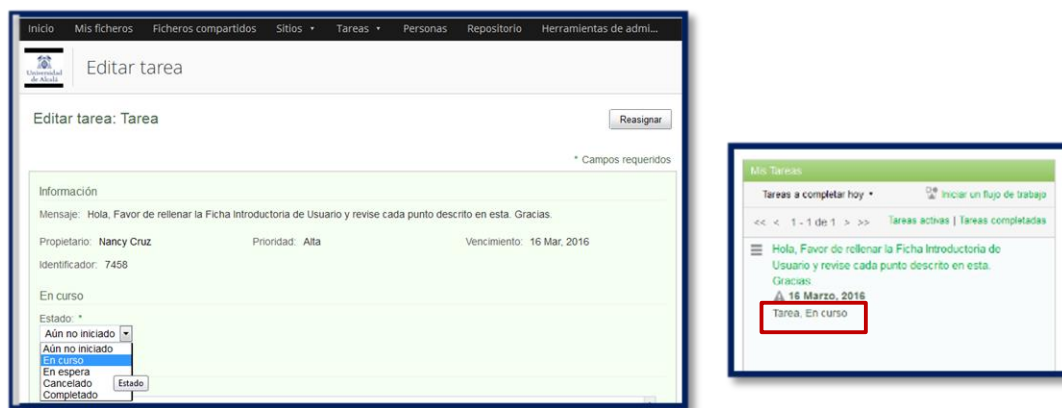 Inicio Mis ficheros Ficheros compartidos Sitios Tareas Personas Repositorio Herramientas de admi...
Universidad de Alcalá
Editar tarea
Editar tarea: Tarea
Reasignar
* Campos requeridos
Información
Mensaje: Hola, Favor de rellenar la Ficha Introductoria de Usuario y revise cada punto descrito en esta. Gracias.
Propietario: Nancy Cruz Prioridad: Alta Vencimiento: 16 Mar, 2016
Identificador: 7458
En curso
Estado: *
Aún no iniciado
Aún no iniciado
En curso
En espera
Cancelado
Estado
Completado
Mis Tareas
Tareas a completar hoy Iniciar un flujo de trabajo
<< < 1 - 1 de 1 > >> Tareas activas | Tareas completadas
Hola, Favor de rellenar la Ficha Introductoria de
Usuario y revise cada punto descrito en esta.
Gracias
16 Marzo, 2016
Tarea, En curso